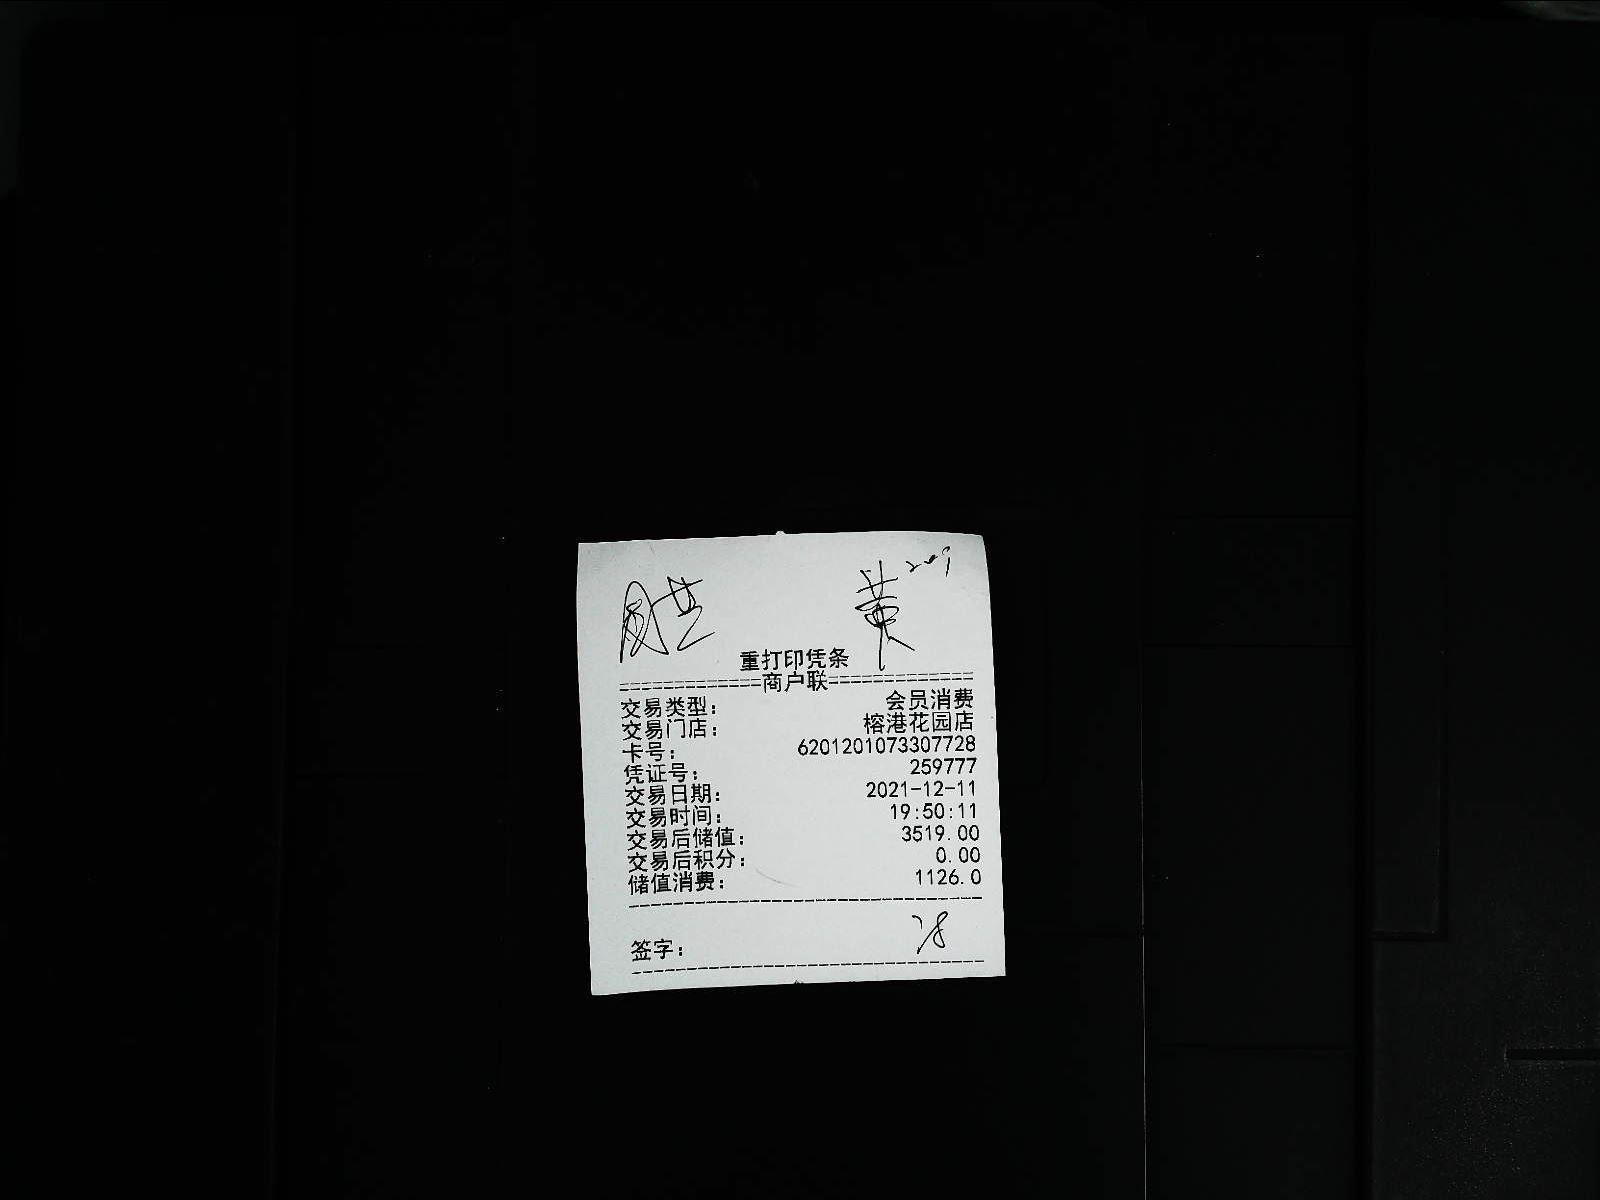 黄 209
重打印凭条
=============商户联=============
交易类型： 会员消费
交易门店： 榕港花园店
卡号： 6201201073307728
凭证号： 259777
交易日期： 2021-12-11
交易时间： 19:50:11
交易后储值： 3519.00
交易后积分： 0.00
储值消费： 1126.0
签字：